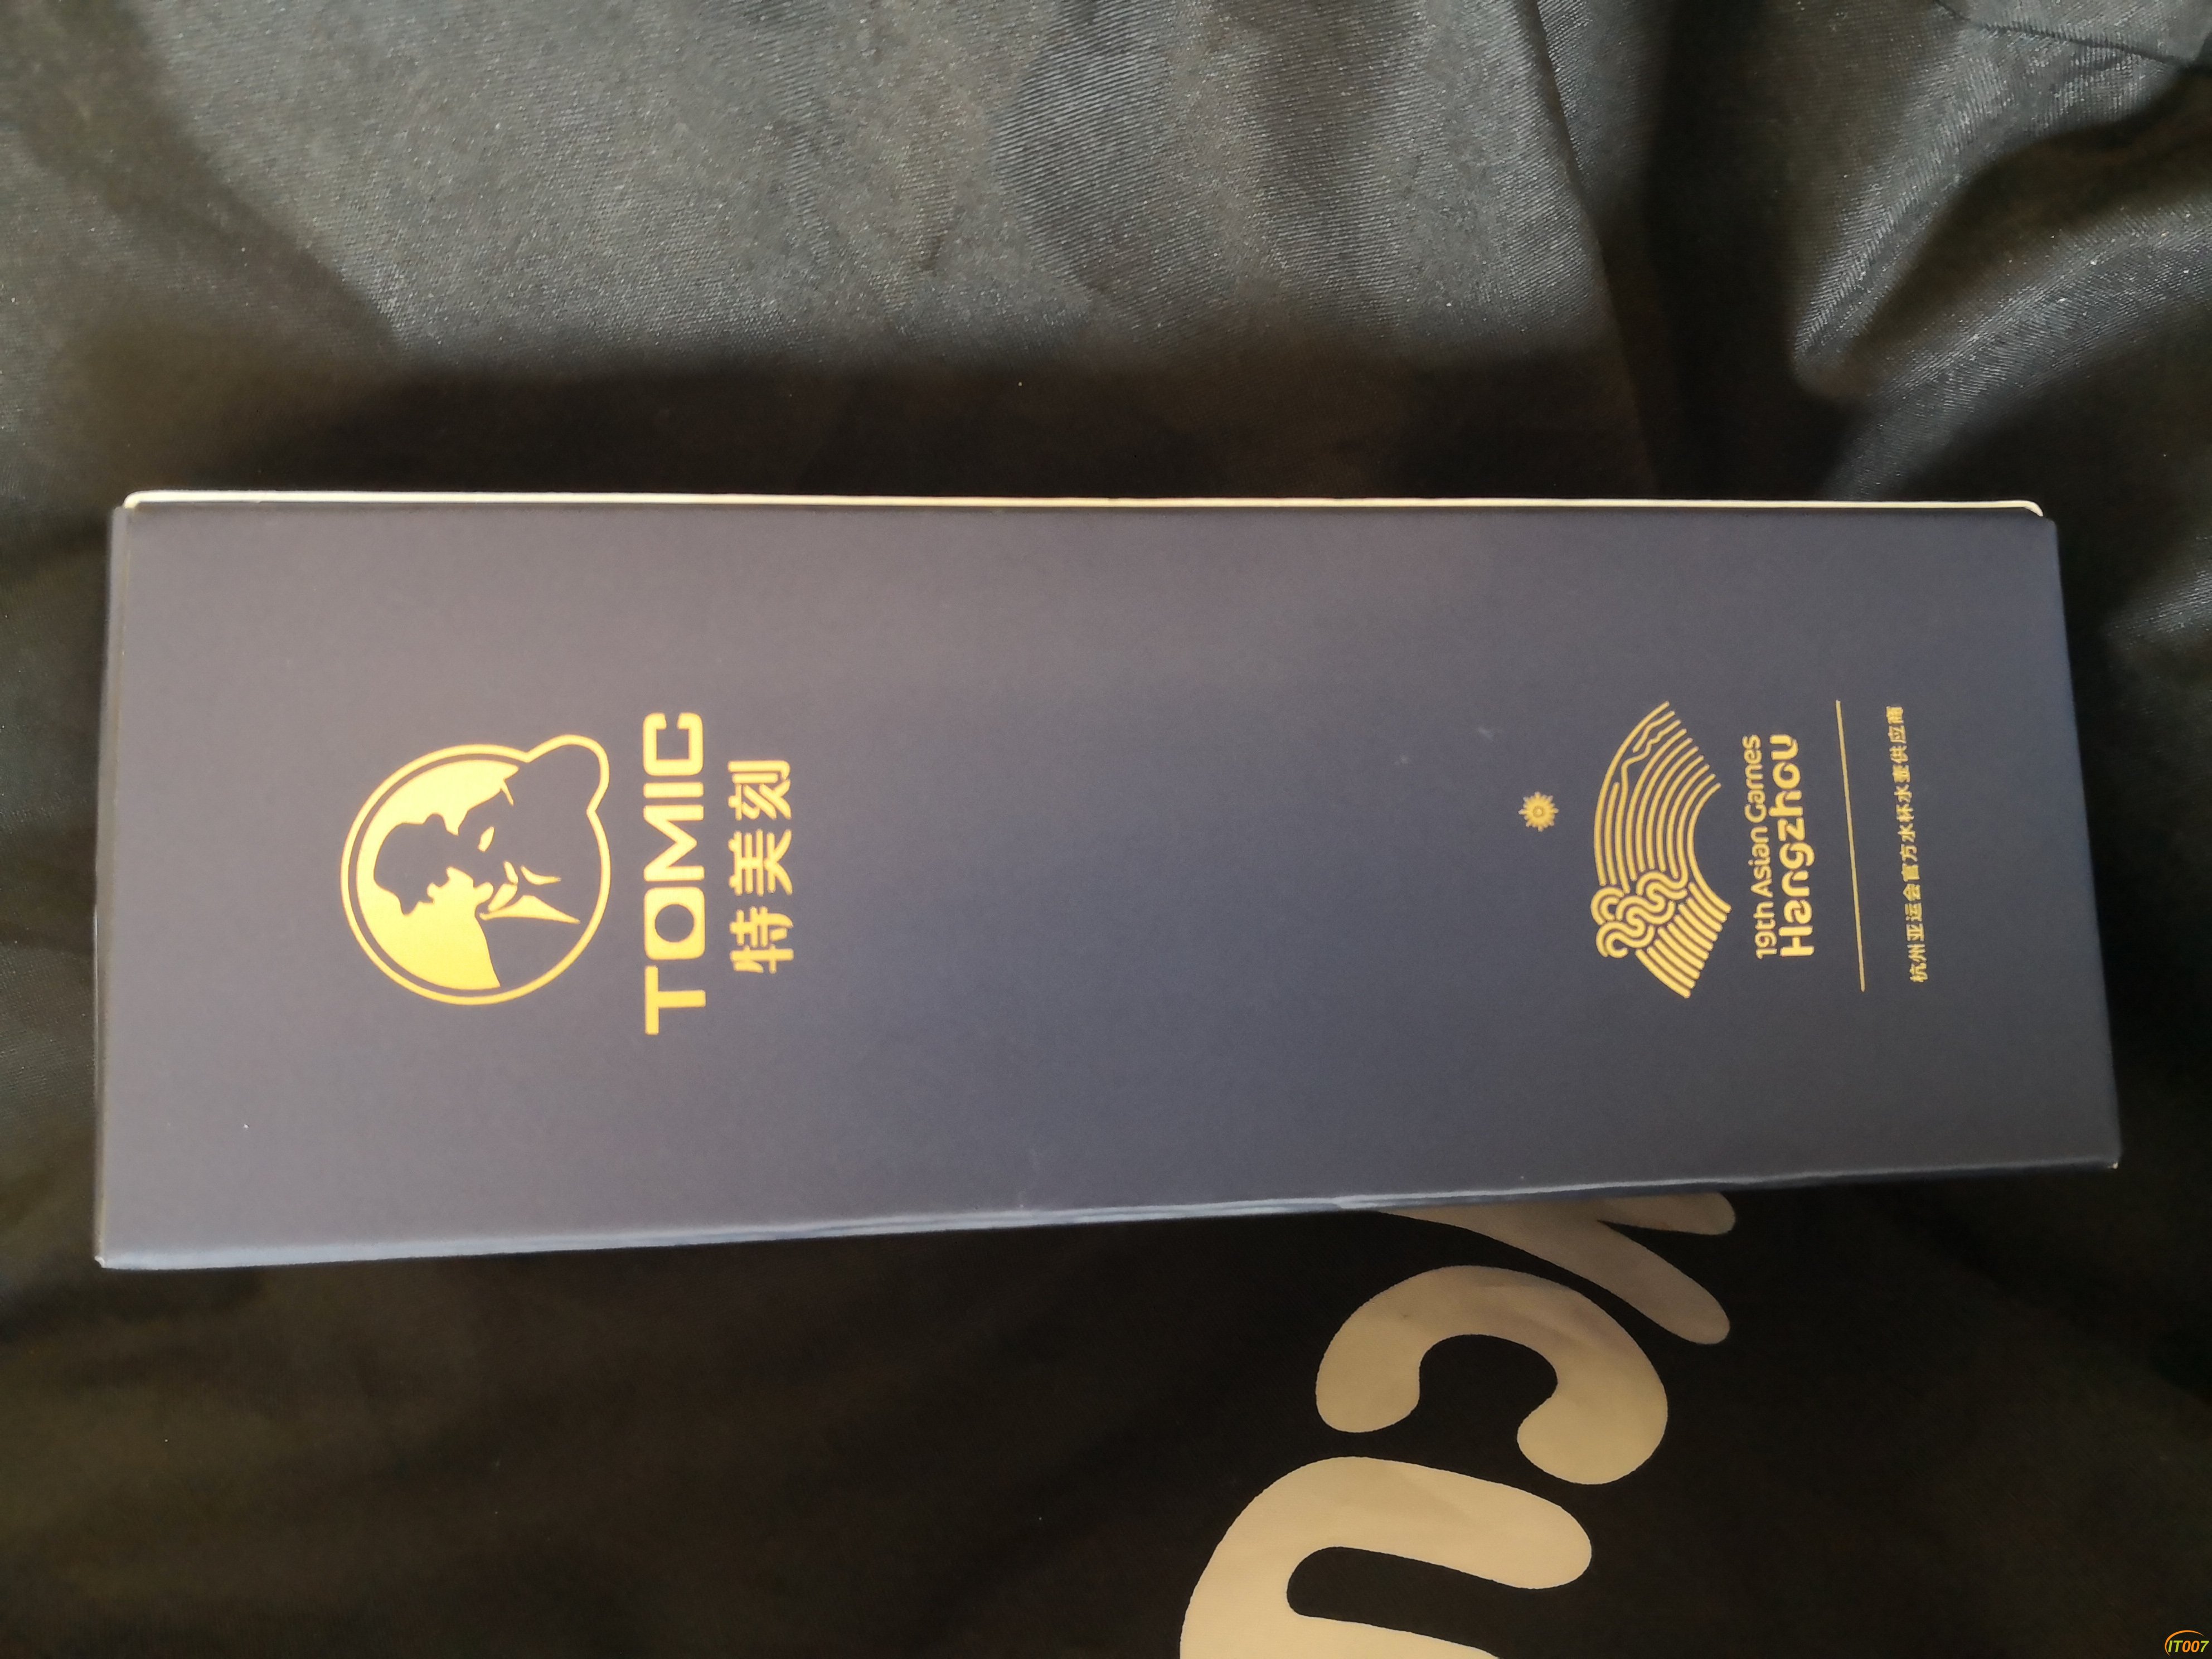 TOMIC
特美刻
19th Asian Games
Hangzhou
杭州亚运会官方水杯水壶供应商
IT007